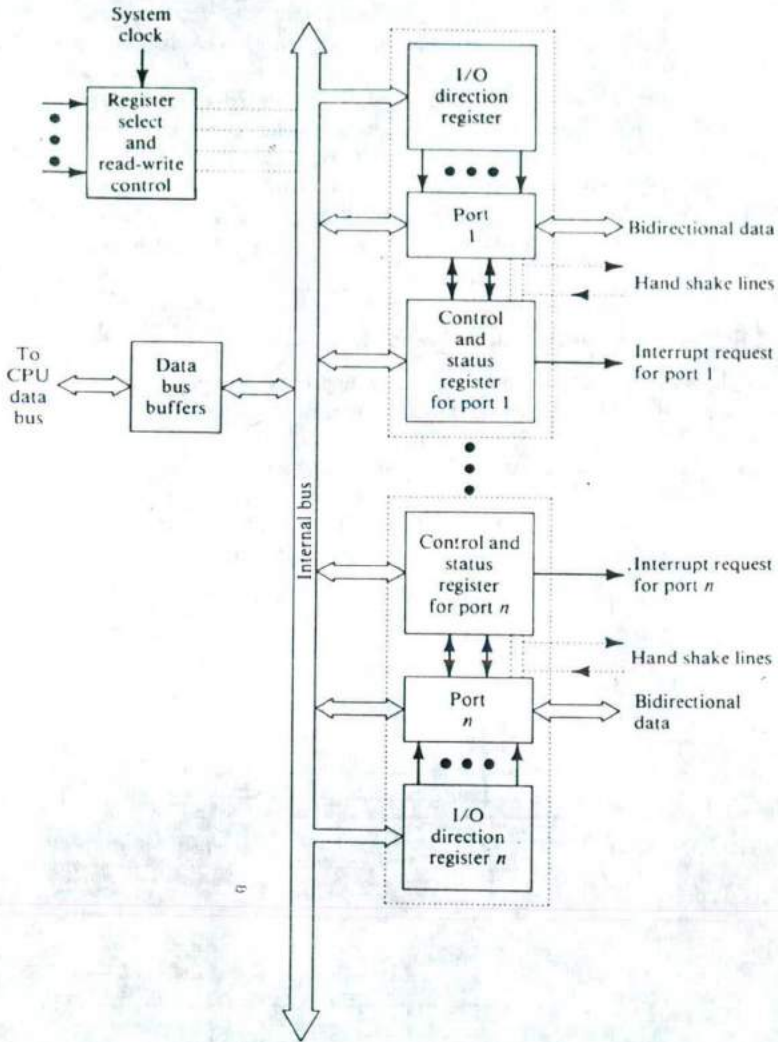 System
clock
Register
select
and
read-write
control
I/O
direction
register
Port
1
Bidirectional data
Hand shake lines
Control
and
status
register
for port 1
Interrupt request
for port 1
To
CPU
data
bus
Data
bus
buffers
Internal bus
Control and
status
register
for port n
Interrupt request
for port n
Hand shake lines
Port
n
Bidirectional
data
I/O
direction
register n